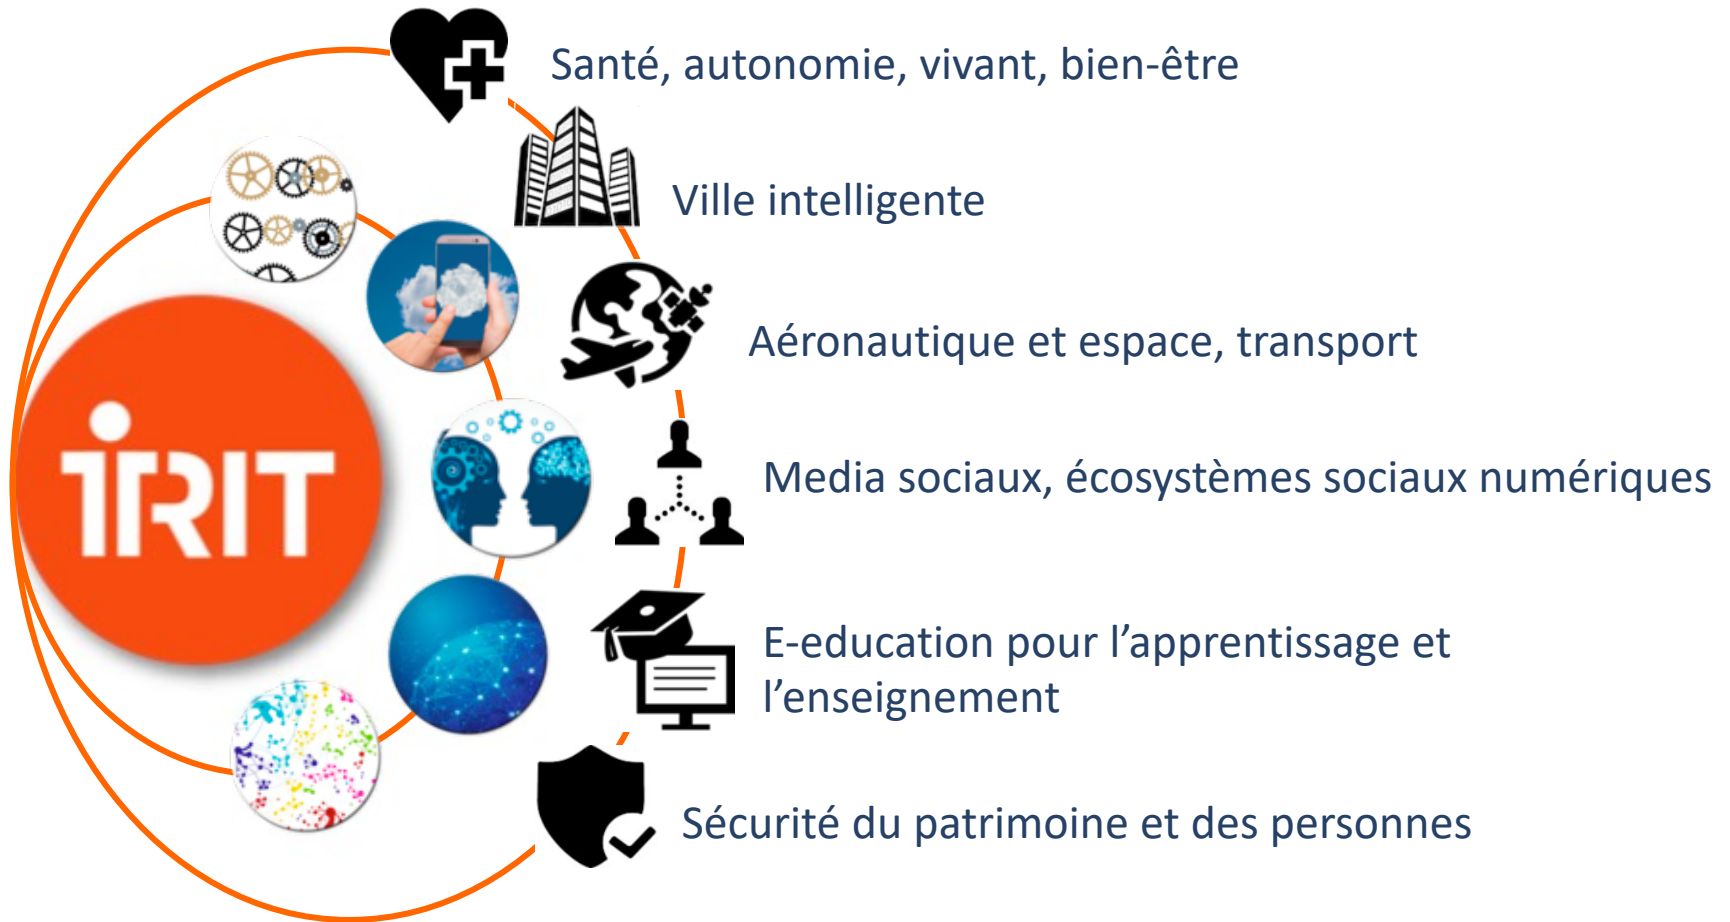 Santé, autonomie, vivant, bien-être
Ville intelligente
Aéronautique et espace, transport
IRIT
Media sociaux, écosystèmes sociaux numériques
E-education pour l’apprentissage et
l’enseignement
Sécurité du patrimoine et des personnes